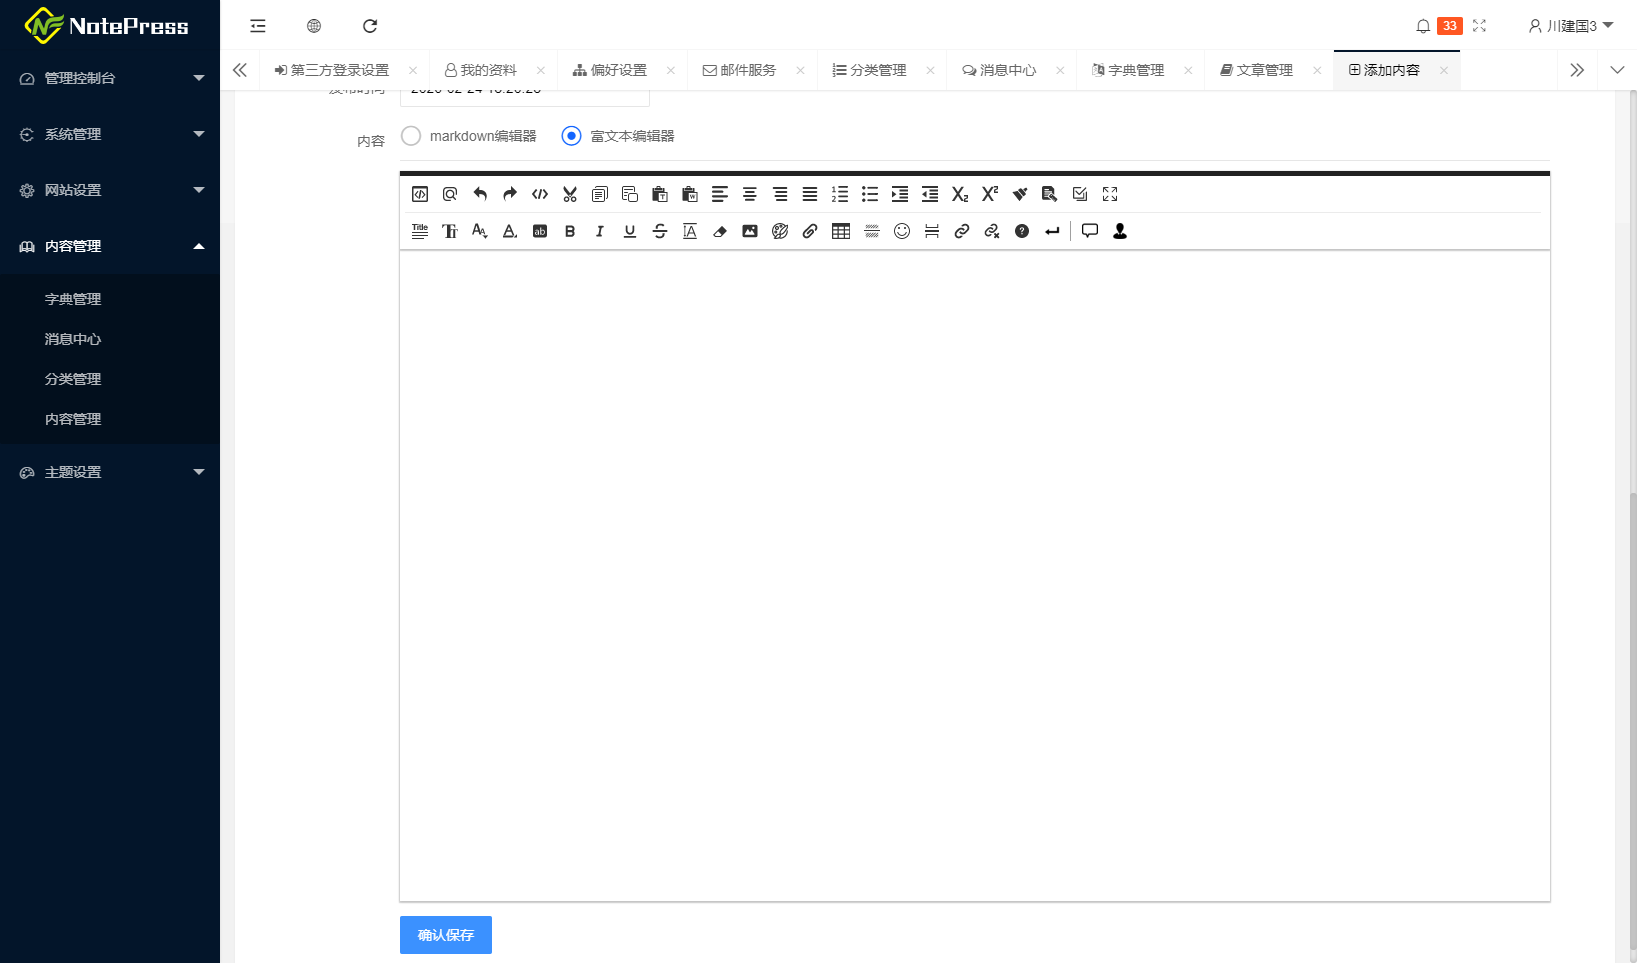 NotePress
33
川建国3
第三方登录设置
我的资料
偏好设置
邮件服务
分类管理
消息中心
字典管理
文章管理
添加内容
管理控制台
系统管理
网站设置
内容管理
字典管理
消息中心
分类管理
内容管理
主题设置
发布时间
内容
markdown编辑器
富文本编辑器
确认保存